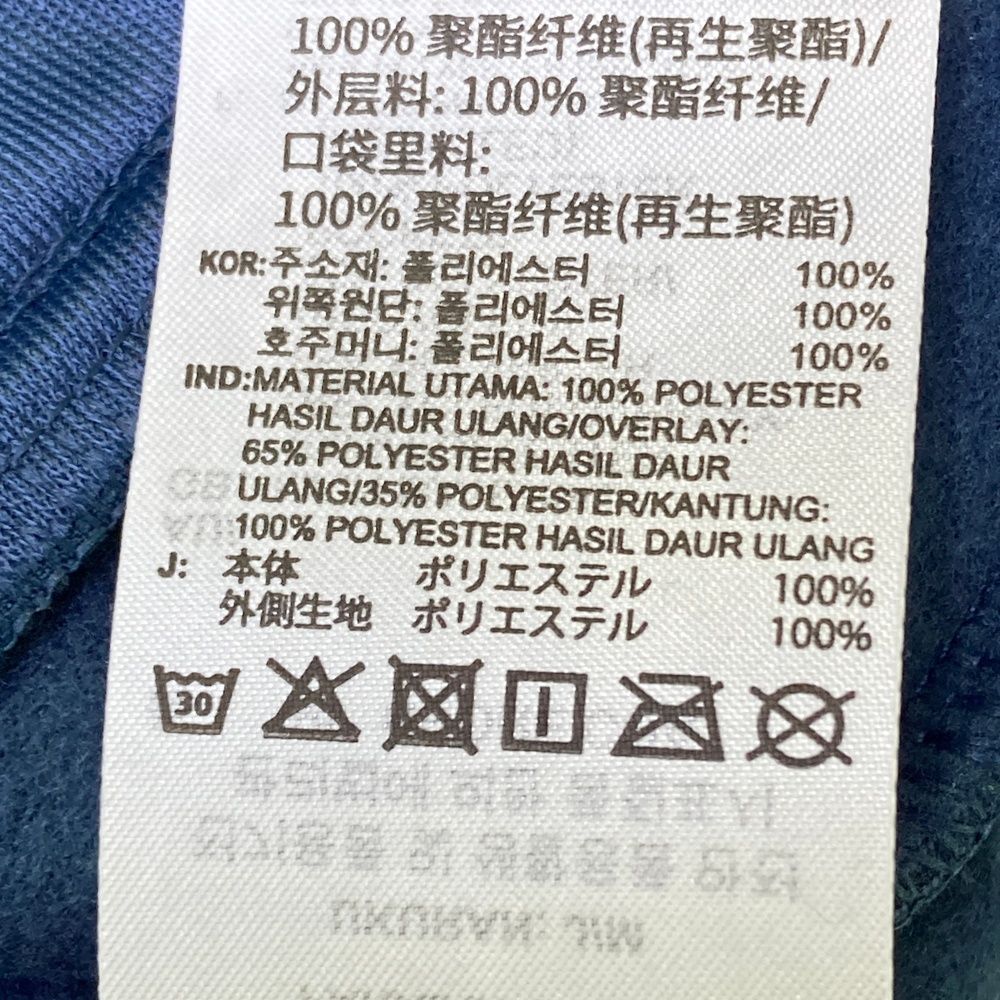 100% 聚酯纤维(再生聚酯)/
外层料: 100% 聚酯纤维/
口袋里料:
100% 聚酯纤维(再生聚酯)
KOR:주소재: 폴리에스터 100%
위쪽원단: 폴리에스터 100%
호주머니: 폴리에스터 100%
IND:MATERIAL UTAMA: 100% POLYESTER
HASIL DAUR ULANG/OVERLAY:
65% POLYESTER HASIL DAUR
ULANG/35% POLYESTER/KANTUNG:
100% POLYESTER HASIL DAUR ULANG
J: 本体 ポリエステル 100%
外側生地 ポリエステル 100%
30